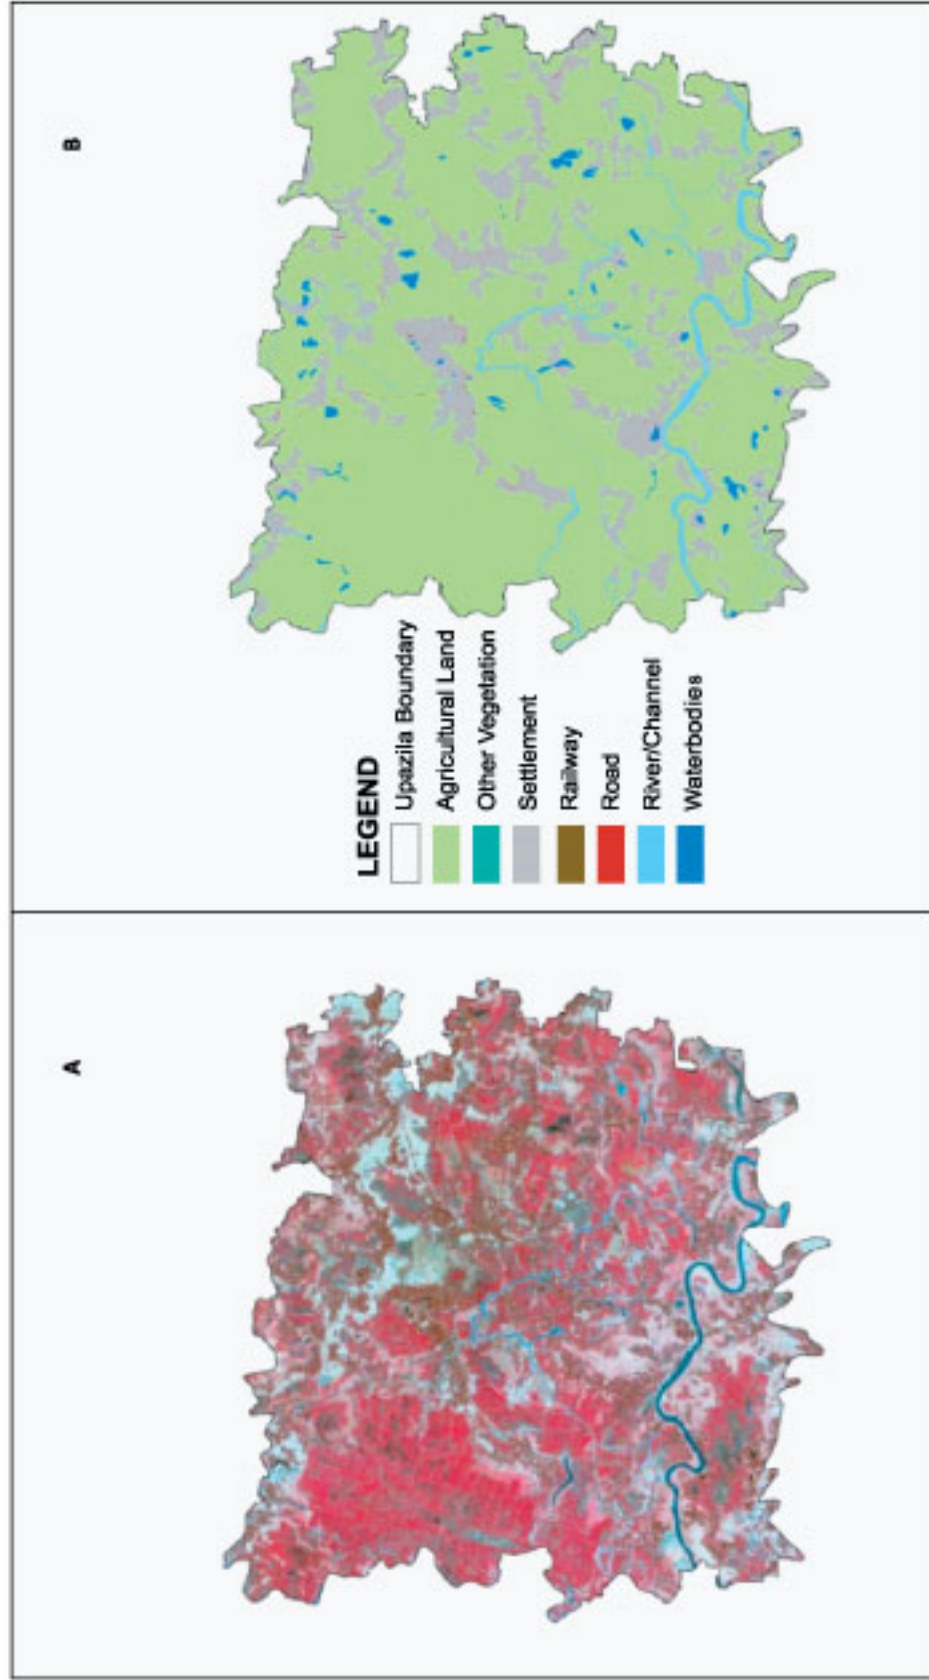 A
B
LEGEND
Upazila Boundary
Agricultural Land
Other Vegetation
Settlement
Railway
Road
River/Channel
Waterbodies